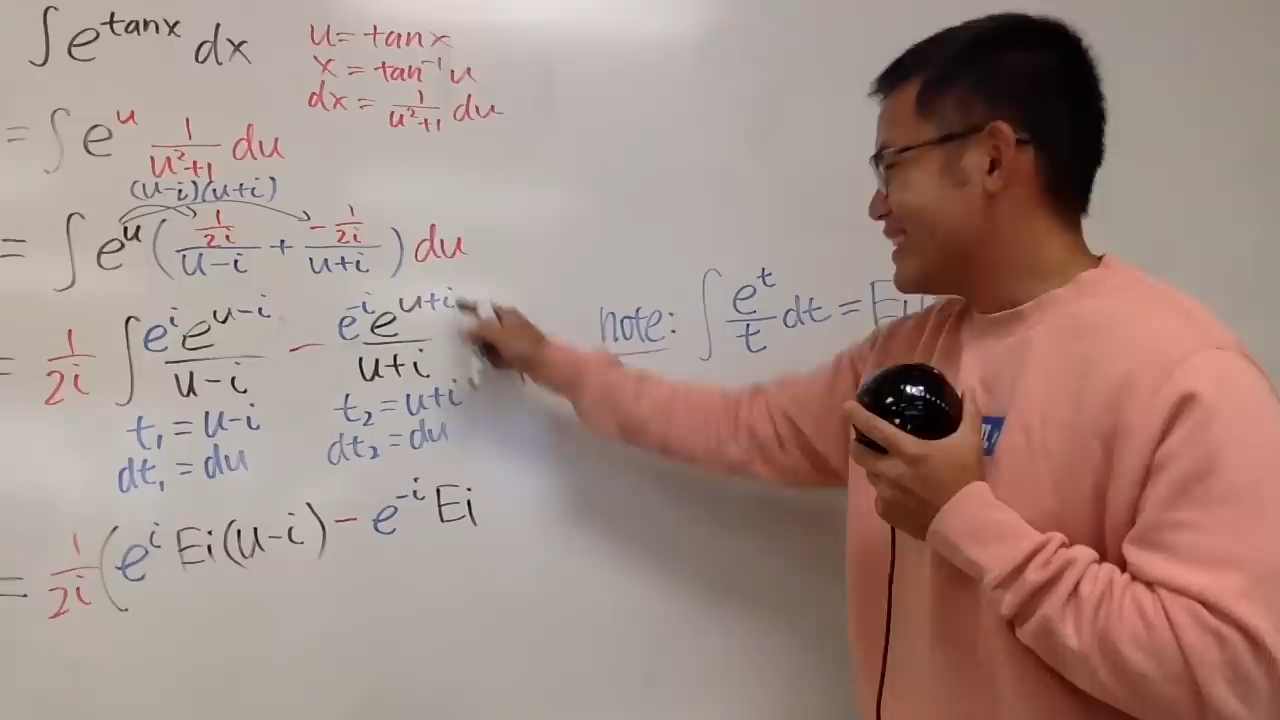 ∫e^tanx dx
u = tanx
x = tan⁻¹u
dx = 1/(u²+1) du
= ∫e^u 1/(u²+1) du
(u-i)(u+i)
= ∫e^u ( (1/2i)/(u-i) + (-1/2i)/(u+i) ) du
note: ∫ e^t/t dt = Ei
= 1/2i ∫ e^i e^(u-i)/(u-i) - e^-i e^(u+i)/(u+i)
t₁ = u-i
t₂ = u+i
dt₁ = du
dt₂ = du
= 1/2i (e^i Ei(u-i) - e^-i Ei